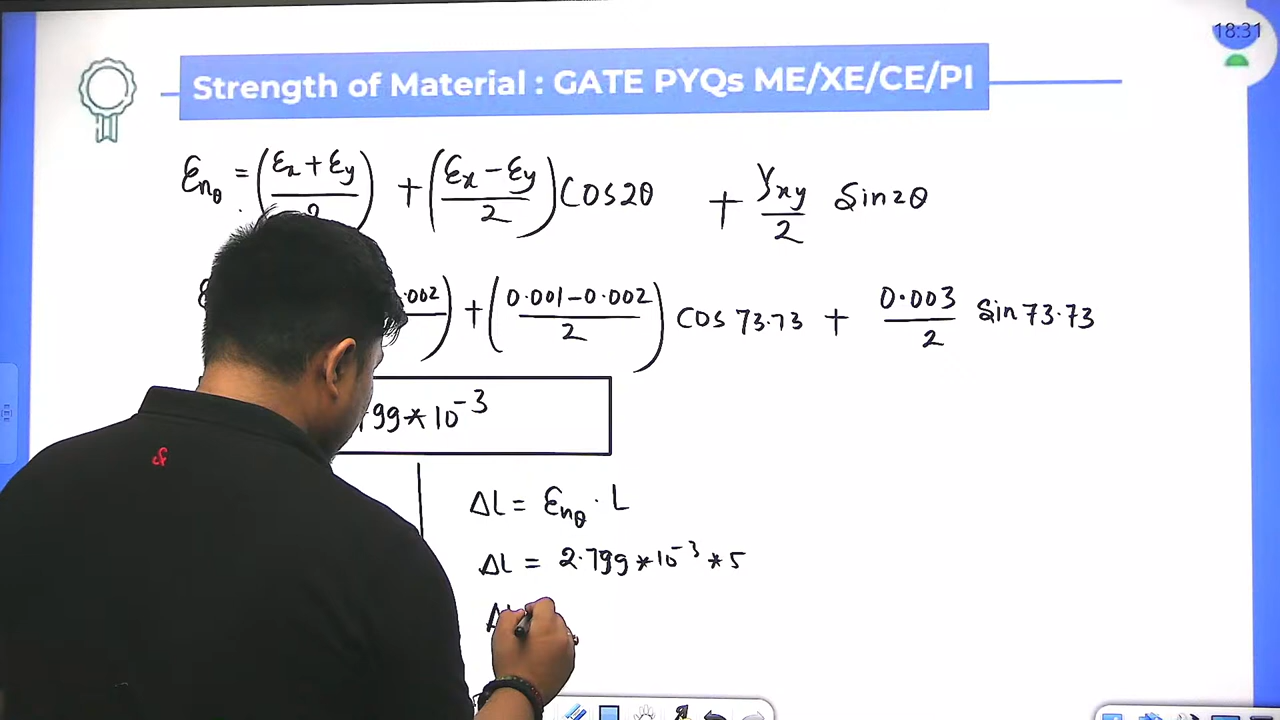 18:31
Strength of Material : GATE PYQs ME/XE/CE/PI
εnθ = (εx + εy / 2) + (εx − εy / 2) Cos2θ + γxy / 2 Sin2θ
.002) + (0.001−0.002 / 2) Cos 73.73 + 0.003 / 2 Sin 73.73
99*10⁻³
ΔL = εnθ · L
ΔL = 2.799*10⁻³*5